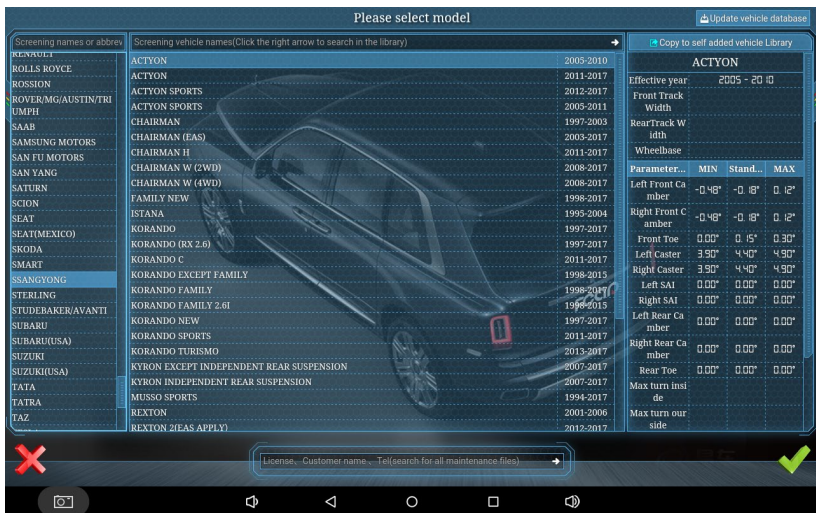 Please select model
Update vehicle database
Screening names or abbrev
Screening vehicle names(Click the right arrow to search in the library)
Copy to self added vehicle Library
RENAULT
ROLLS ROYCE
ROSSION
ROVER/MG/AUSTIN/TRI
UMPH
SAAB
SAMSUNG MOTORS
SAN FU MOTORS
SAN YANG
SATURN
SCION
SEAT
SEAT(MEXICO)
SKODA
SMART
SSANGYONG
STERLING
STUDEBAKER/AVANTI
SUBARU
SUBARU(USA)
SUZUKI
SUZUKI(USA)
TATA
TATRA
TAZ
ACTYON 2005-2010
ACTYON 2011-2017
ACTYON SPORTS 2012-2017
ACTYON SPORTS 2005-2011
CHAIRMAN 1997-2003
CHAIRMAN (EAS) 2003-2017
CHAIRMAN H 2011-2017
CHAIRMAN W (2WD) 2008-2017
CHAIRMAN W (4WD) 2008-2017
FAMILY NEW 1998-2017
ISTANA 1995-2004
KORANDO 1997-2017
KORANDO (RX 2.6) 1997-2017
KORANDO C 2011-2017
KORANDO EXCEPT FAMILY 1998-2015
KORANDO FAMILY 1998-2017
KORANDO FAMILY 2.6I 1998-2015
KORANDO NEW 1997-2017
KORANDO SPORTS 2011-2017
KORANDO TURISMO 2013-2017
KYRON EXCEPT INDEPENDENT REAR SUSPENSION 2007-2017
KYRON INDEPENDENT REAR SUSPENSION 2007-2017
MUSSO SPORTS 1994-2017
REXTON 2001-2006
REXTON 2(EAS APPLY) 2012-2017
ACTYON
Effective year 2005 - 2010
Front Track
Width
RearTrack W
idth
Wheelbase
Parameter... MIN Stand... MAX
Left Front Ca
mber -0.48° -0.18° 0.12°
Right Front C
amber -0.48° -0.18° 0.12°
Front Toe 0.00° 0.15° 0.30°
Left Caster 3.90° 4.40° 4.90°
Right Caster 3.90° 4.40° 4.90°
Left SAI 0.00° 0.00° 0.00°
Right SAI 0.00° 0.00° 0.00°
Left Rear Ca
mber 0.00° 0.00° 0.00°
Right Rear Ca
mber 0.00° 0.00° 0.00°
Rear Toe 0.00° 0.00° 0.00°
Max turn insi
de
Max turn our
side
License、Customer name 、Tel(search for all maintenance files)